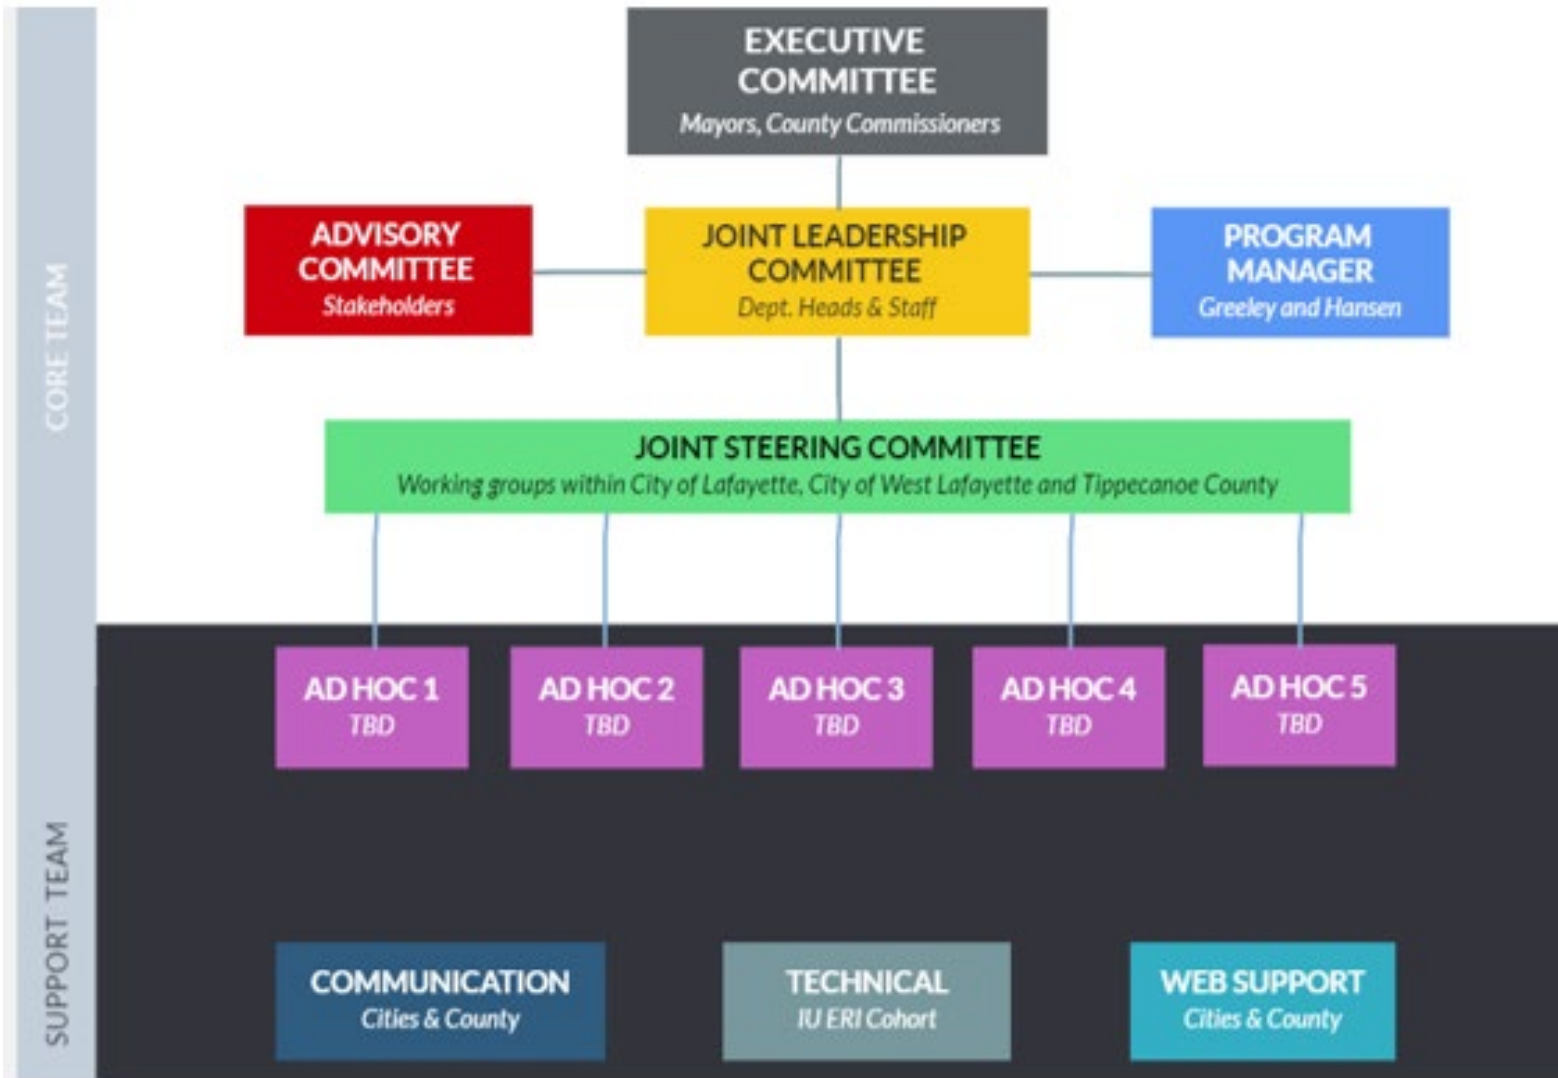 EXECUTIVE
COMMITTEE
Mayors, County Commissioners
ADVISORY
COMMITTEE
Stakeholders
JOINT LEADERSHIP
COMMITTEE
Dept. Heads & Staff
PROGRAM
MANAGER
Greeley and Hansen
CORE TEAM
JOINT STEERING COMMITTEE
Working groups within City of Lafayette, City of West Lafayette and Tippecanoe County
AD HOC 1
TBD
AD HOC 2
TBD
AD HOC 3
TBD
AD HOC 4
TBD
AD HOC 5
TBD
SUPPORT TEAM
COMMUNICATION
Cities & County
TECHNICAL
IU ERI Cohort
WEB SUPPORT
Cities & County